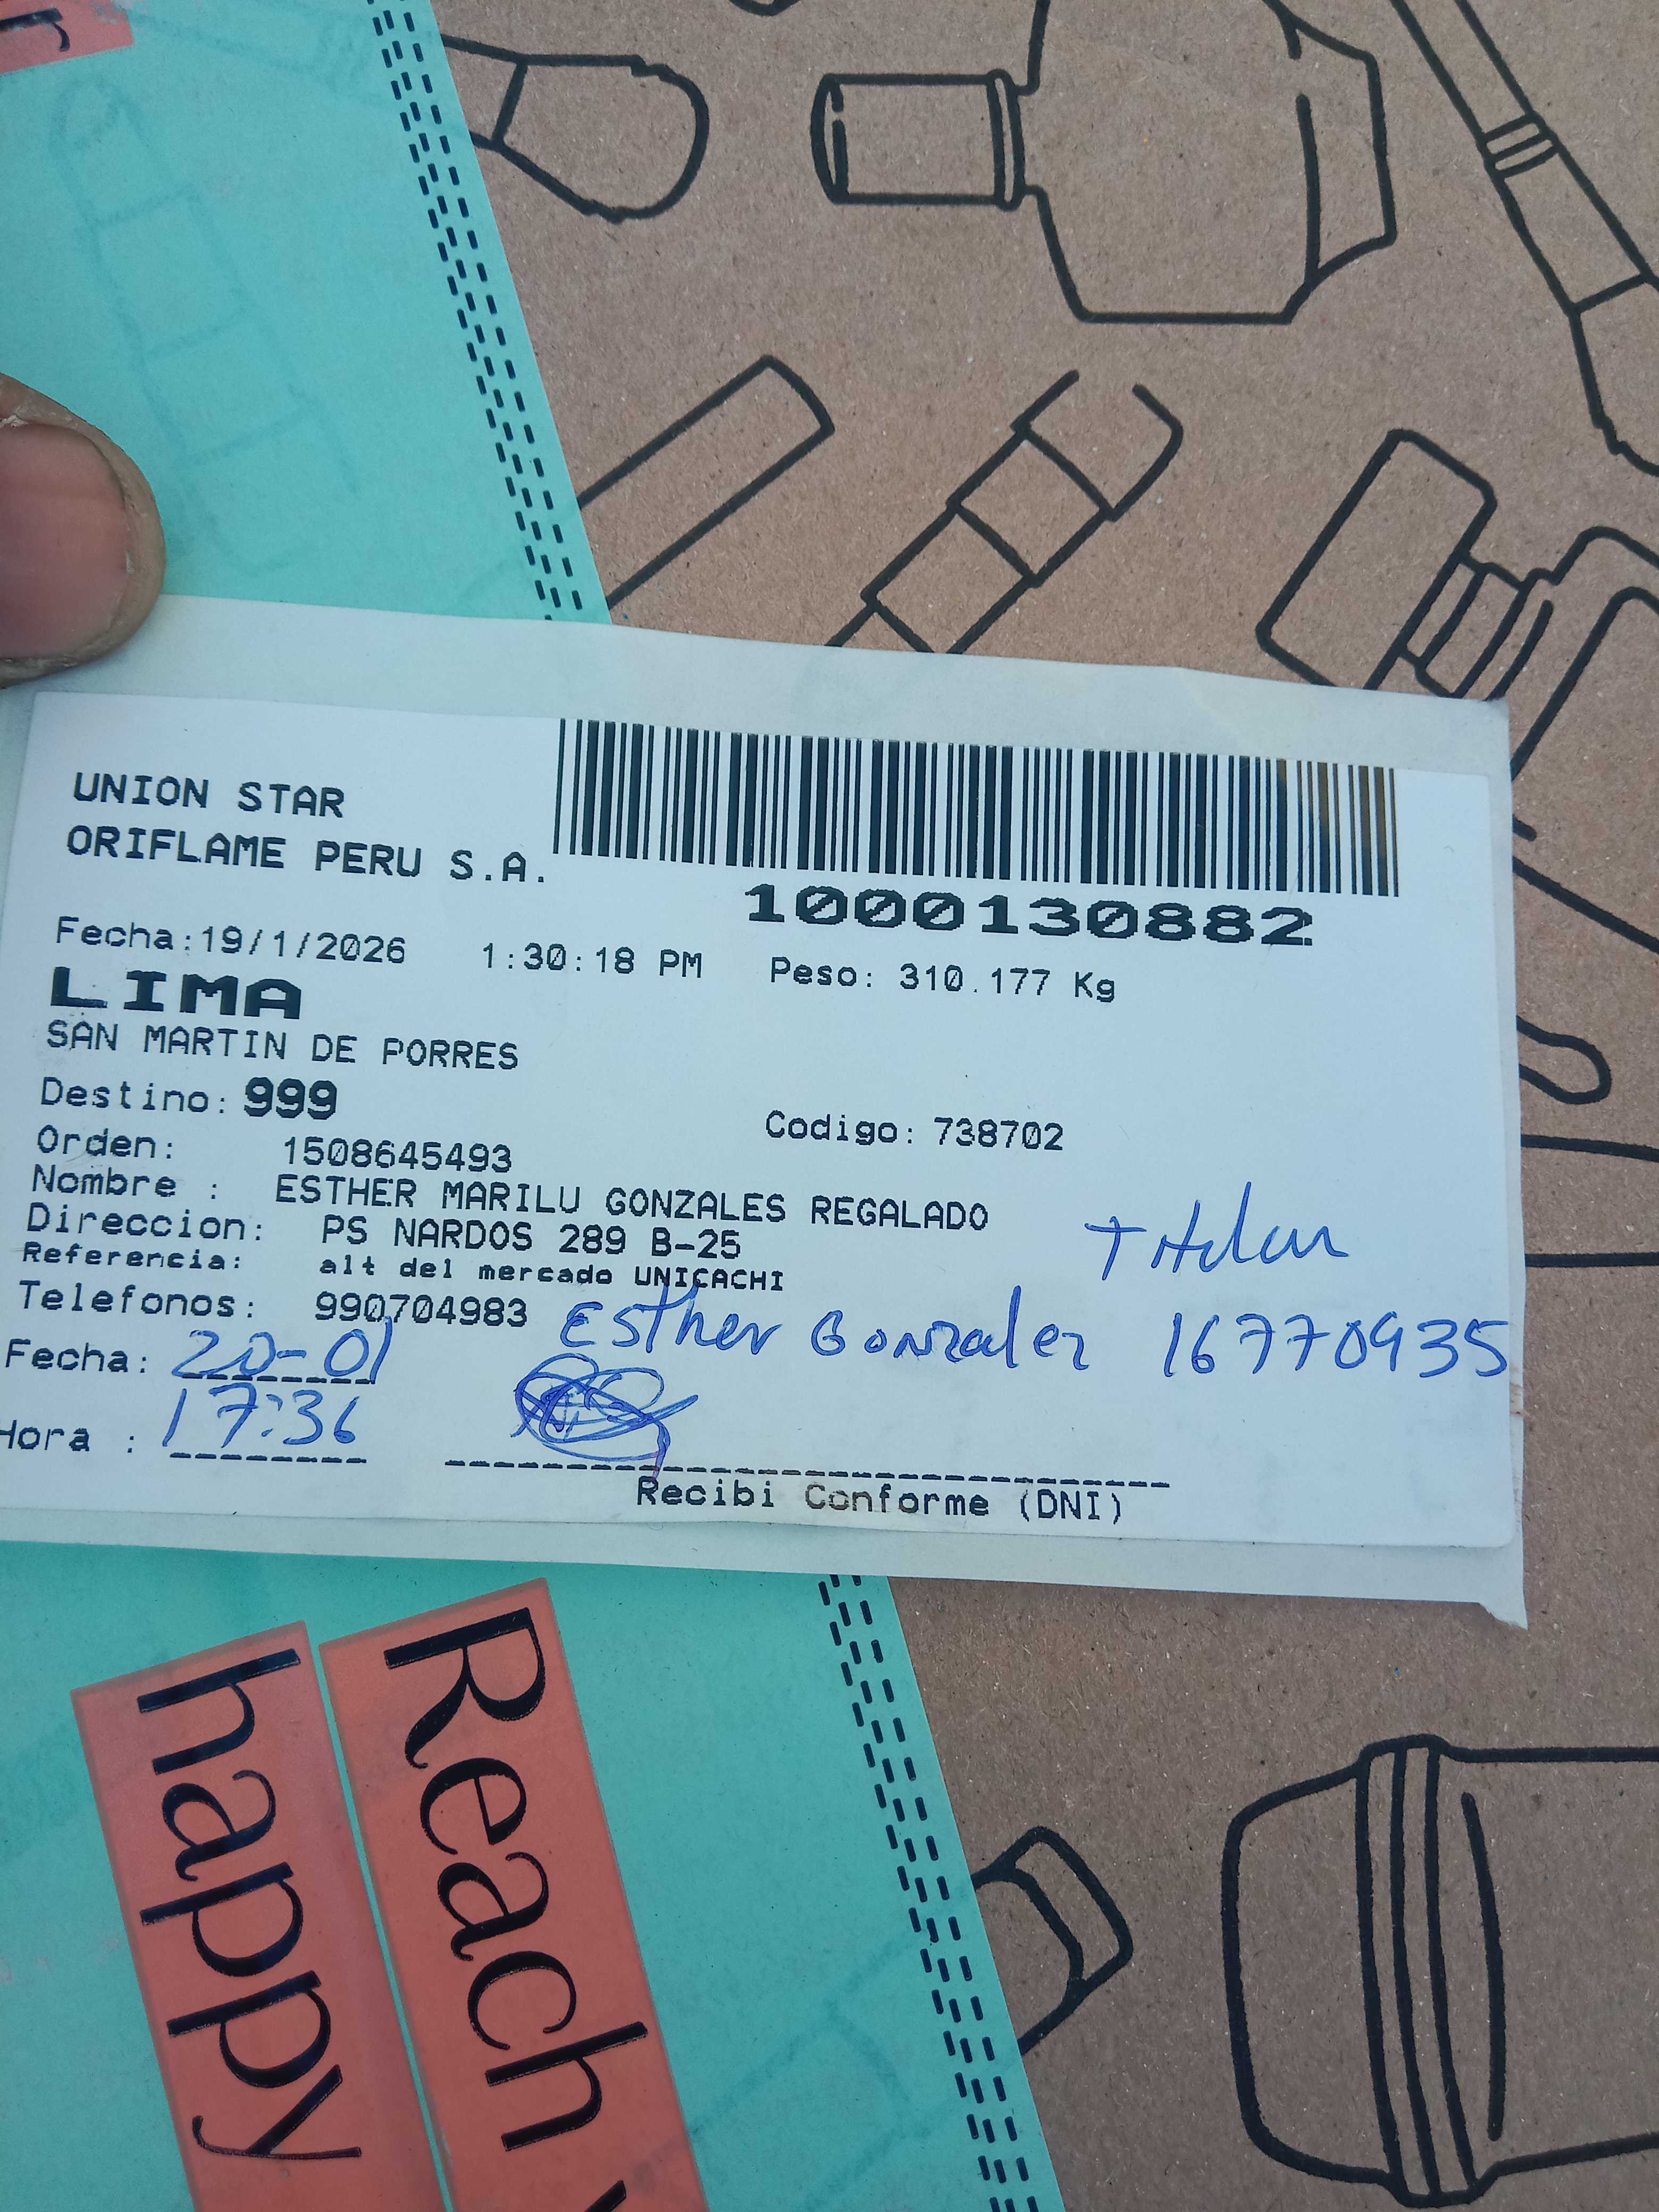 UNION STAR
ORIFLAME PERU S.A.
1000130882
Fecha:19/1/2026 1:30:18 PM Peso: 310.177 Kg
LIMA
SAN MARTIN DE PORRES
Destino: 999
Codigo: 738702
Orden: 1508645493
Nombre : ESTHER MARILU GONZALES REGALADO
Direccion: PS NARDOS 289 B-25
Titular
Referencia: alt del mercado UNICACHI
Telefonos: 990704983
Esther Gonzalez 16770935
Fecha: 20-01
Hora : 17:36
Recibi Conforme (DNI)
Reach
happy